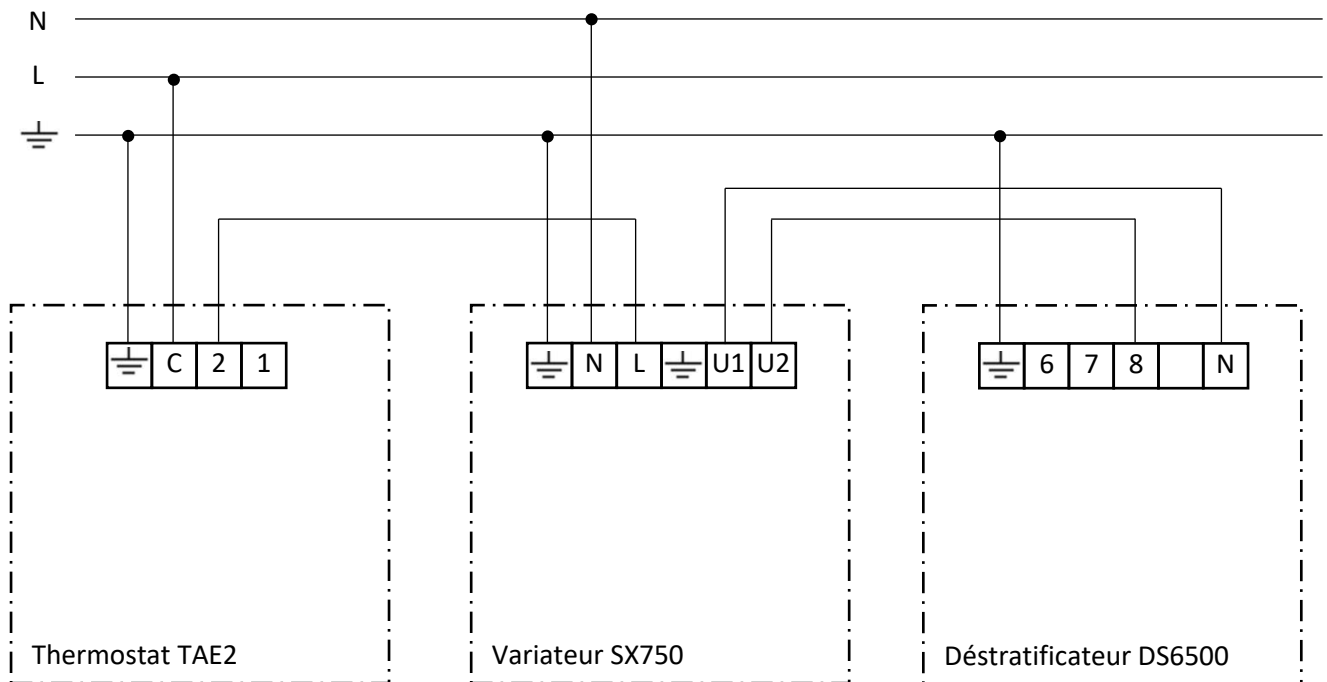 N
L
C 2 1
N L U1 U2
6 7 8 N
Thermostat TAE2
Variateur SX750
Déstratificateur DS6500